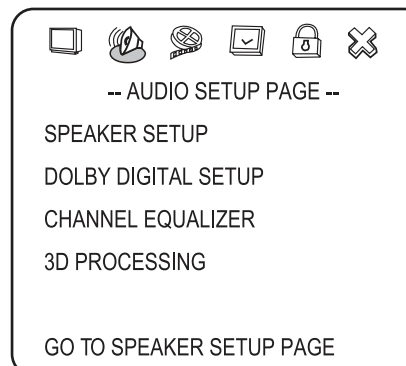 -- AUDIO SETUP PAGE --
SPEAKER SETUP
DOLBY DIGITAL SETUP
CHANNEL EQUALIZER
3D PROCESSING
GO TO SPEAKER SETUP PAGE